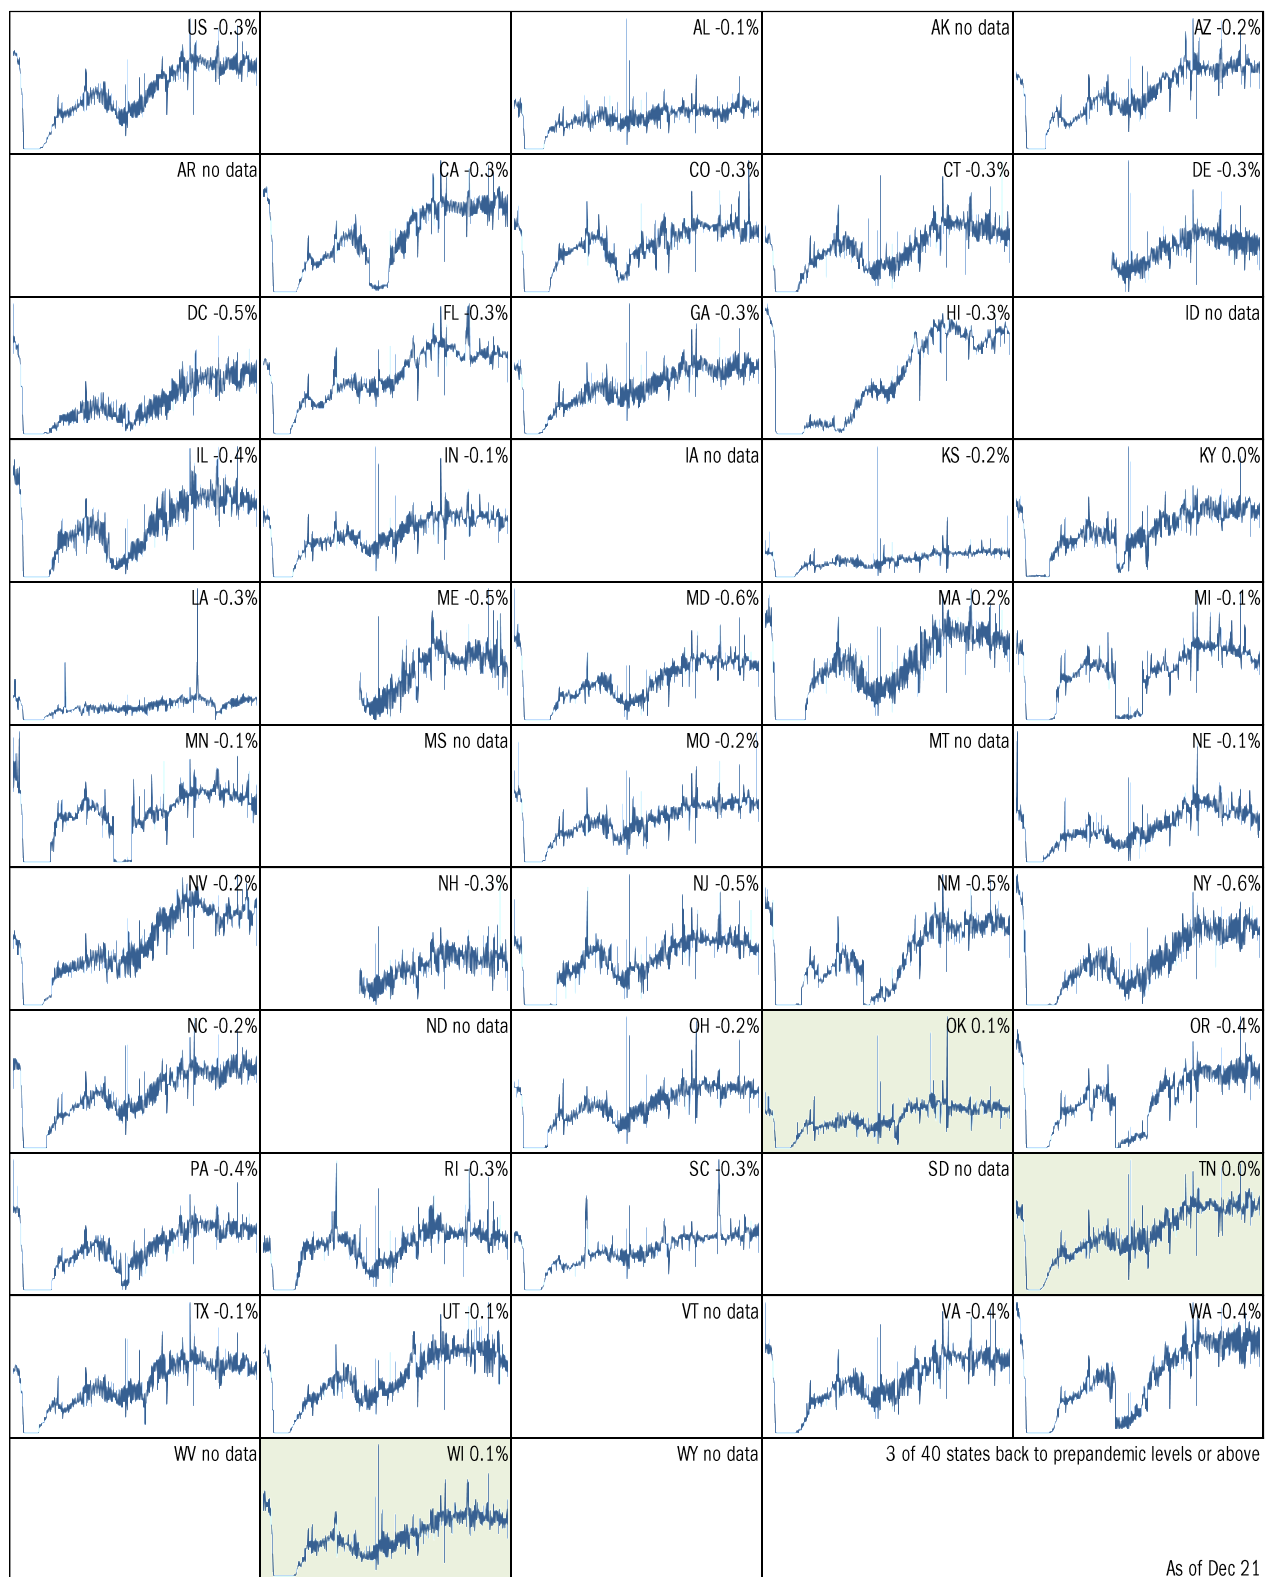 US -0.3%
AL -0.1%
AK no data
AZ -0.2%
AR no data
CA -0.3%
CO -0.3%
CT -0.3%
DE -0.3%
DC -0.5%
FL -0.3%
GA -0.3%
HI -0.3%
ID no data
IL -0.4%
IN -0.1%
IA no data
KS -0.2%
KY 0.0%
LA -0.3%
ME -0.5%
MD -0.6%
MA -0.2%
MI -0.1%
MN -0.1%
MS no data
MO -0.2%
MT no data
NE -0.1%
NV -0.2%
NH -0.3%
NJ -0.5%
NM -0.5%
NY -0.6%
NC -0.2%
ND no data
OH -0.2%
OK 0.1%
OR -0.4%
PA -0.4%
RI -0.3%
SC -0.3%
SD no data
TN 0.0%
TX -0.1%
UT -0.1%
VT no data
VA -0.4%
WA -0.4%
WV no data
WI 0.1%
WY no data
3 of 40 states back to prepandemic levels or above
As of Dec 21